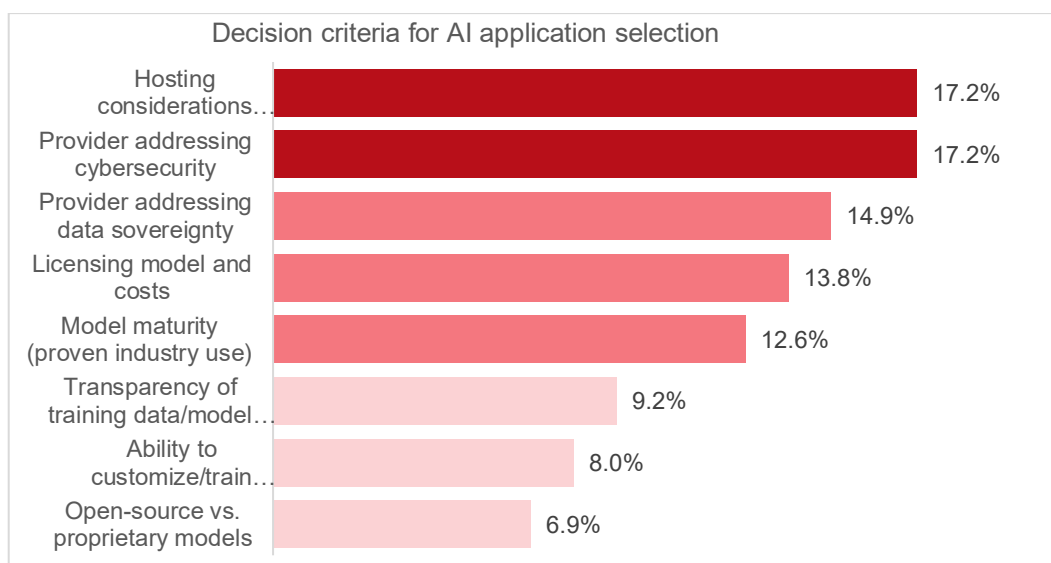 Decision criteria for AI application selection
Hosting
considerations…
17.2%
Provider addressing
cybersecurity
17.2%
Provider addressing
data sovereignty
14.9%
Licensing model and
costs
13.8%
Model maturity
(proven industry use)
12.6%
Transparency of
training data/model…
9.2%
Ability to
customize/train…
8.0%
Open-source vs.
proprietary models
6.9%